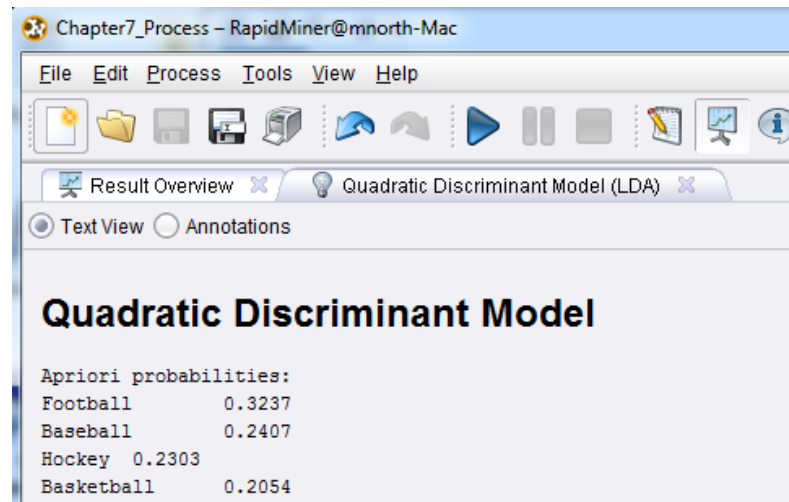 Chapter7_Process – RapidMiner@mnorth-Mac
File Edit Process Tools View Help
Result Overview Quadratic Discriminant Model (LDA)
Text View Annotations
Quadratic Discriminant Model
Apriori probabilities:
Football 0.3237
Baseball 0.2407
Hockey 0.2303
Basketball 0.2054